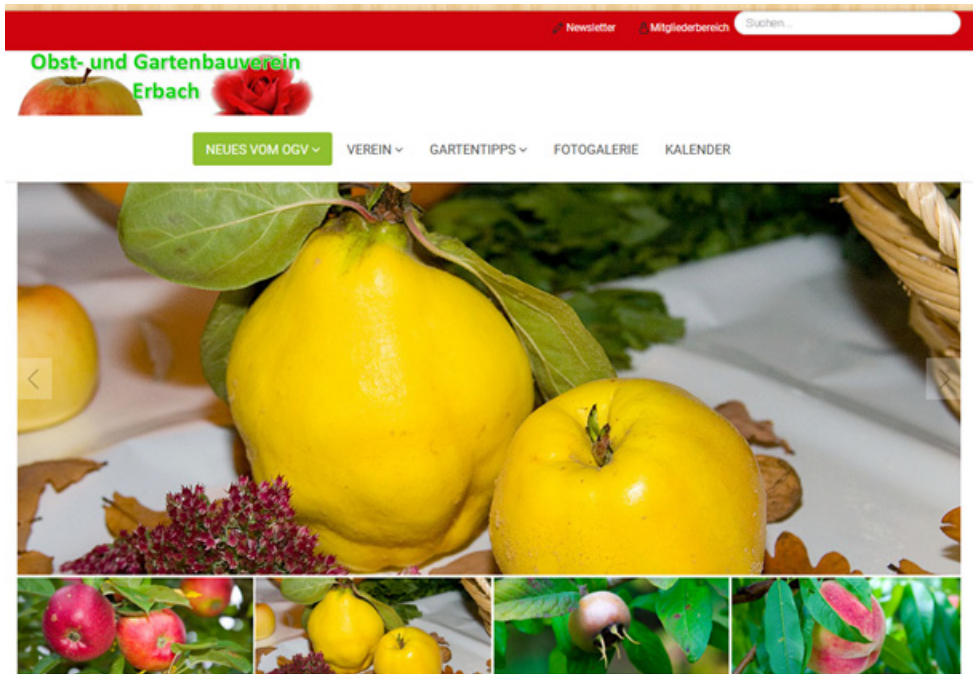 Newsletter
Mitgliederbereich
Suchen...
Obst- und Gartenbauverein
Erbach
NEUES VOM OGV
VEREIN
GARTENTIPPS
FOTOGALERIE
KALENDER